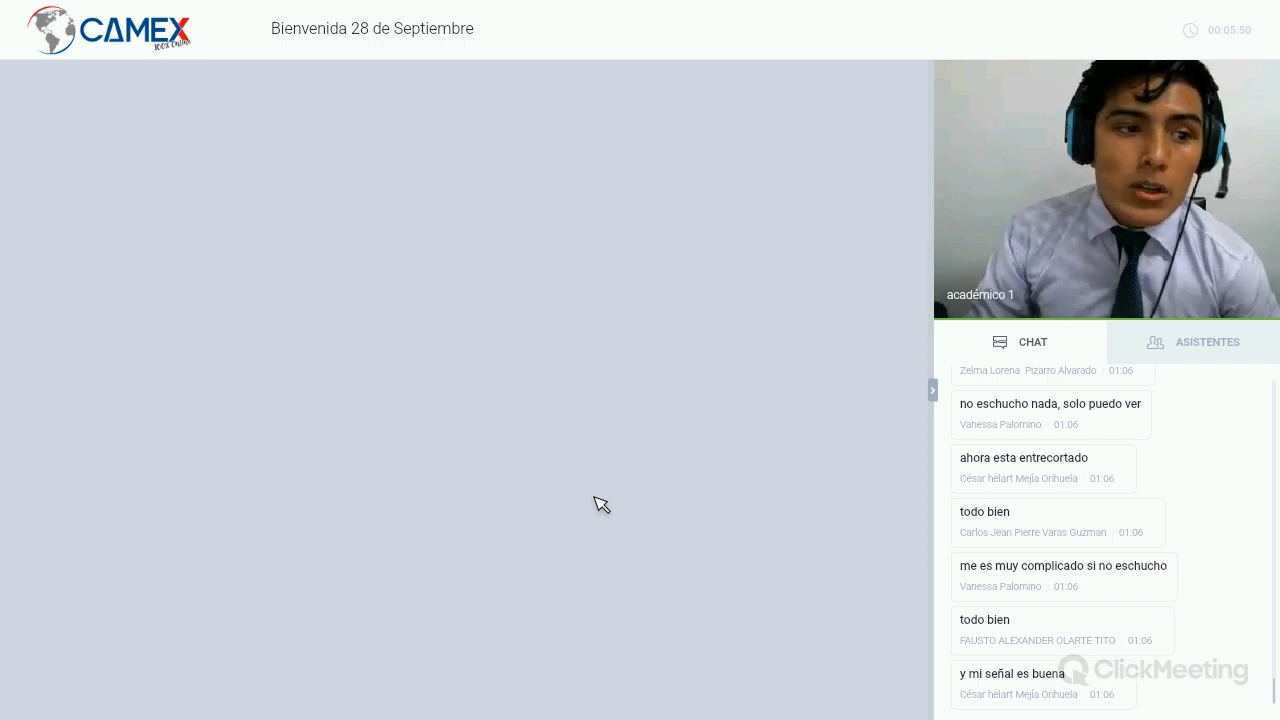 CAMEX
100% Online
Bienvenida 28 de Septiembre
00:05:50
académico 1
CHAT
ASISTENTES
Zelma Lorena Pizarro Alvarado 01:06
no eschucho nada, solo puedo ver
Vanessa Palomino 01:06
ahora esta entrecortado
César helart Mejía Orihuela 01:06
todo bien
Carlos Jean Pierre Varas Guzman 01:06
me es muy complicado si no eschucho
Vanessa Palomino 01:06
todo bien
FAUSTO ALEXANDER OLARTE TITO 01:06
y mi señal es buena
César helart Mejía Orihuela 01:06
ClickMeeting